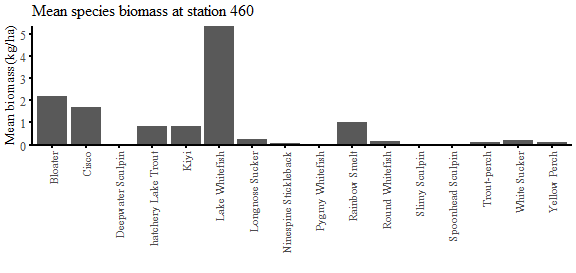 Mean species biomass at station 460
Mean biomass (kg/ha)
5
4
3
2
1
0
Bloater
Cisco
Deepwater Sculpin
hatchery Lake Trout
Kiyi
Lake Whitefish
Longnose Sucker
Ninespine Stickleback
Pygmy Whitefish
Rainbow Smelt
Round Whitefish
Slimy Sculpin
Spoonhead Sculpin
Trout-perch
White Sucker
Yellow Perch